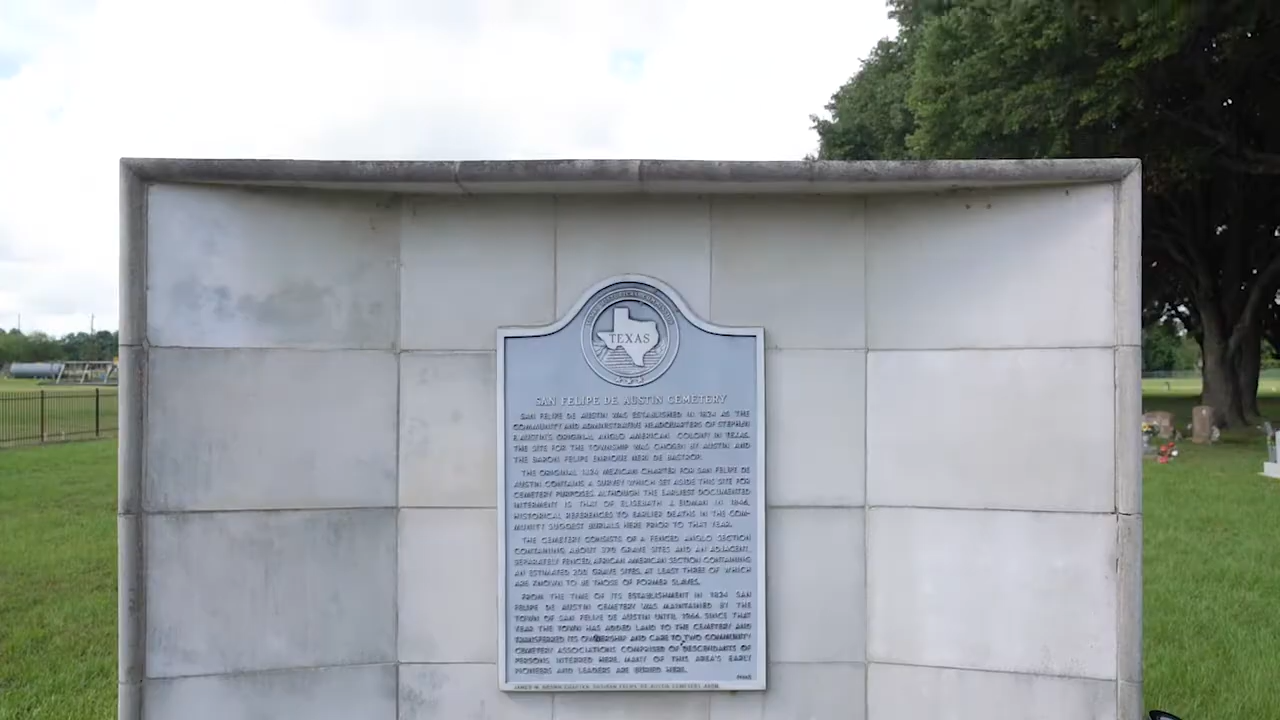 TEXAS HISTORICAL COMMISSION
TEXAS
SAN FELIPE DE AUSTIN CEMETERY
SAN FELIPE DE AUSTIN WAS ESTABLISHED IN 1824 AS THE
COMMUNITY AND ADMINISTRATIVE HEADQUARTERS OF STEPHEN
F. AUSTIN'S ORIGINAL ANGLO AMERICAN COLONY IN TEXAS.
THE SITE FOR THE TOWNSHIP WAS CHOSEN BY AUSTIN AND
THE BARON FELIPE ENRIQUE NERI DE BASTROP.
THE ORIGINAL 1824 MEXICAN CHARTER FOR SAN FELIPE DE
AUSTIN CONTAINS A SURVEY WHICH SET ASIDE THIS SITE FOR
CEMETERY PURPOSES. ALTHOUGH THE EARLIEST DOCUMENTED
INTERMENT IS THAT OF ELISEBATH A. EIDMAN IN 1846,
HISTORICAL REFERENCES TO EARLIER DEATHS IN THE COM-
MUNITY SUGGEST BURIALS HERE PRIOR TO THAT YEAR.
THE CEMETERY CONSISTS OF A FENCED ANGLO SECTION
CONTAINING ABOUT 570 GRAVE SITES AND AN ADJACENT,
SEPARATELY FENCED, AFRICAN AMERICAN SECTION CONTAINING
AN ESTIMATED 200 GRAVE SITES, AT LEAST THREE OF WHICH
ARE KNOWN TO BE THOSE OF FORMER SLAVES.
FROM THE TIME OF ITS ESTABLISHMENT IN 1824 SAN
FELIPE DE AUSTIN CEMETERY WAS MAINTAINED BY THE
TOWN OF SAN FELIPE DE AUSTIN UNTIL 1966. SINCE THAT
YEAR THE TOWN HAS ADDED LAND TO THE CEMETERY AND
TRANSFERRED ITS OWNERSHIP AND CARE TO TWO COMMUNITY
CEMETERY ASSOCIATIONS COMPRISED OF DESCENDANTS OF
PERSONS INTERRED HERE. MANY OF THIS AREA'S EARLY
PIONEERS AND LEADERS ARE BURIED HERE.